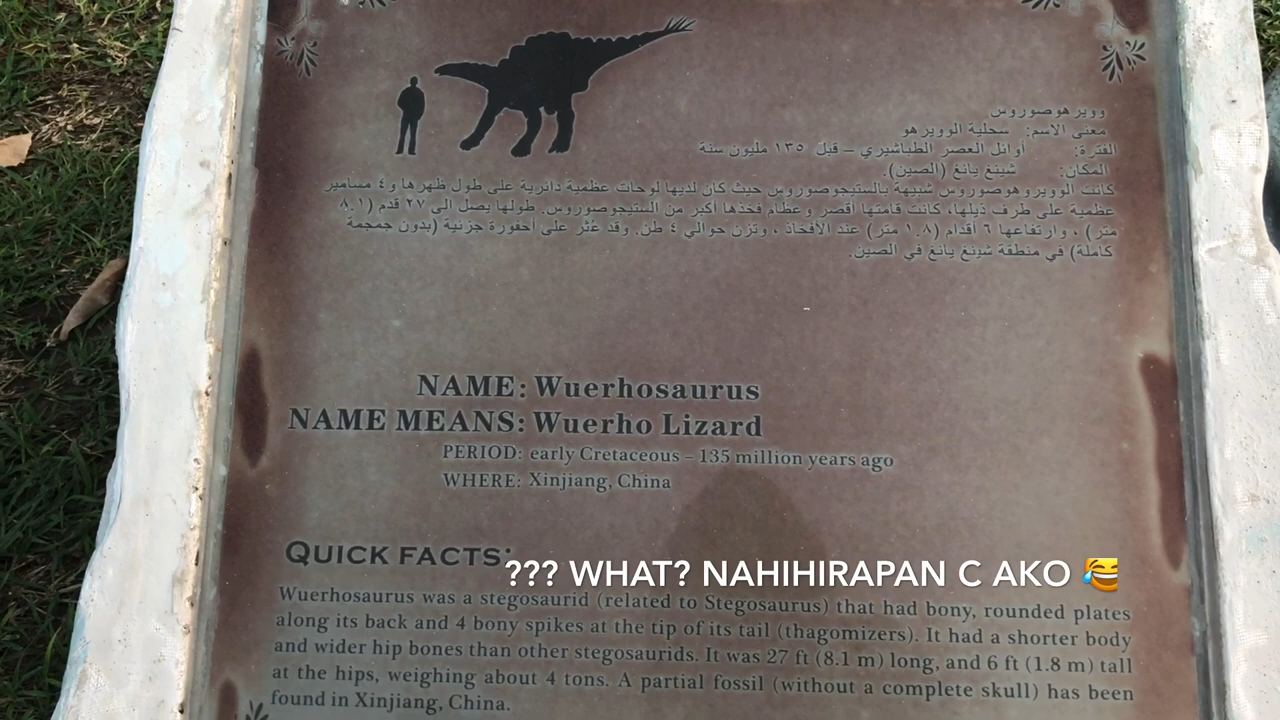 وويرهوصوروس
معنى الاسم: سحلية الوويرهو
الفترة: أوائل العصر الطباشيري – قبل ١٣٥ مليون سنة
المكان: شينغ يانغ (الصين).
كانت الوويروهوصوروس شبيهة بالستيجوصوروس حيث كان لديها لوحات عظمية دائرية على طول ظهرها و٤ مسامير
عظمية على طرف ذيلها، كانت قامتها أقصر وعظام فخذها أكبر من الستيجوصوروس. طولها يصل الى ٢٧ قدم (٨.١
متر) ، وارتفاعها ٦ أقدام (١.٨ متر) عند الأفخاذ ، وتزن حوالي ٤ طن. وقد عثر على أحفورة جزئية (بدون جمجمة
كاملة) في منطقة شينغ يانغ في الصين.
NAME: Wuerhosaurus
NAME MEANS: Wuerho Lizard
PERIOD: early Cretaceous – 135 million years ago
WHERE: Xinjiang, China
QUICK FACTS:
??? WHAT? NAHIHIRAPAN C AKO 😂
Wuerhosaurus was a stegosaurid (related to Stegosaurus) that had bony, rounded plates
along its back and 4 bony spikes at the tip of its tail (thagomizers). It had a shorter body
and wider hip bones than other stegosaurids. It was 27 ft (8.1 m) long, and 6 ft (1.8 m) tall
at the hips, weighing about 4 tons. A partial fossil (without a complete skull) has been
found in Xinjiang, China.